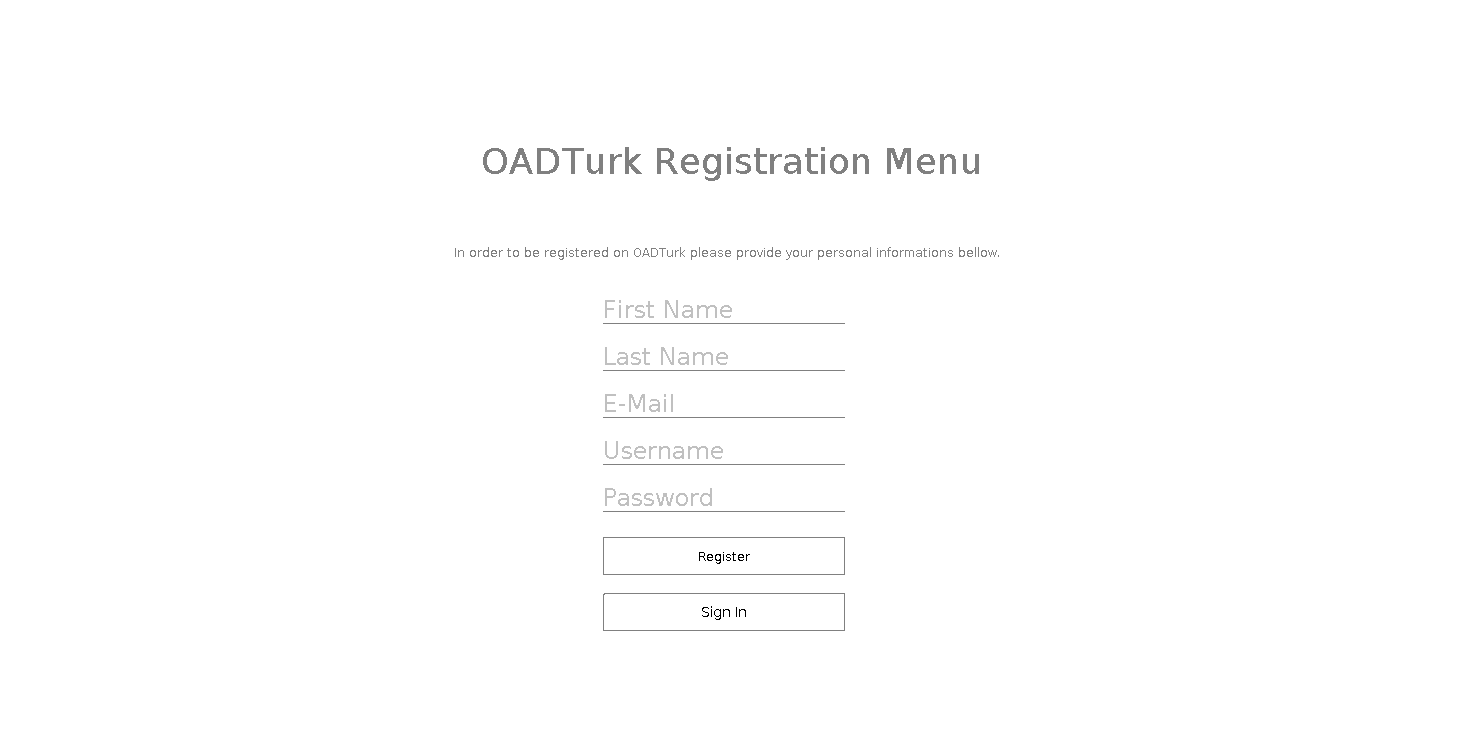 OADTurk Registration Menu
In order to be registered on OADTurk please provide your personal informations bellow.
First Name
Last Name
E-Mail
Username
Password
Register
Sign In